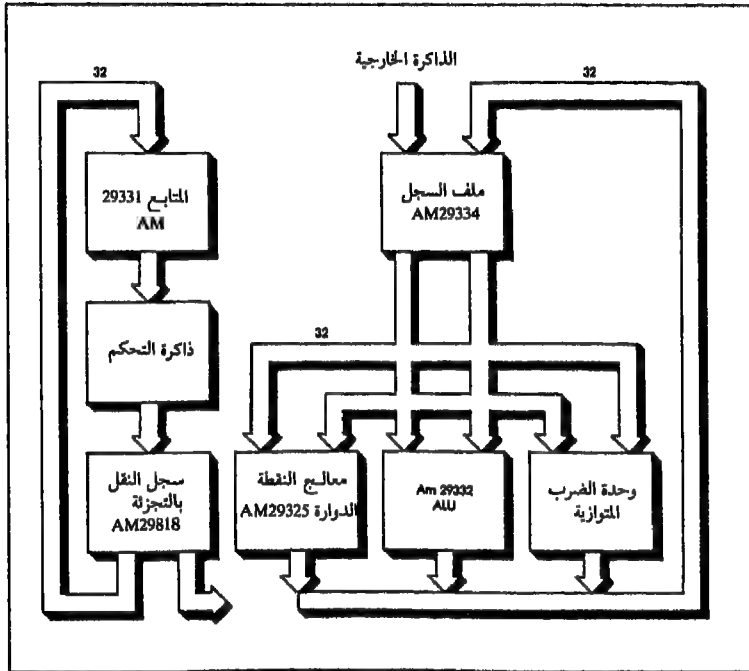 32
الذاكرة الخارجية
32
المتابع 29331
AM
ملف السجل
AM29334
ذاكرة التحكم
32
سجل النقل
بالتجزئة
AM29818
معالج النقطة
الدوارة AM29325
Am 29332
ALU
وحدة الضرب
المتوازية